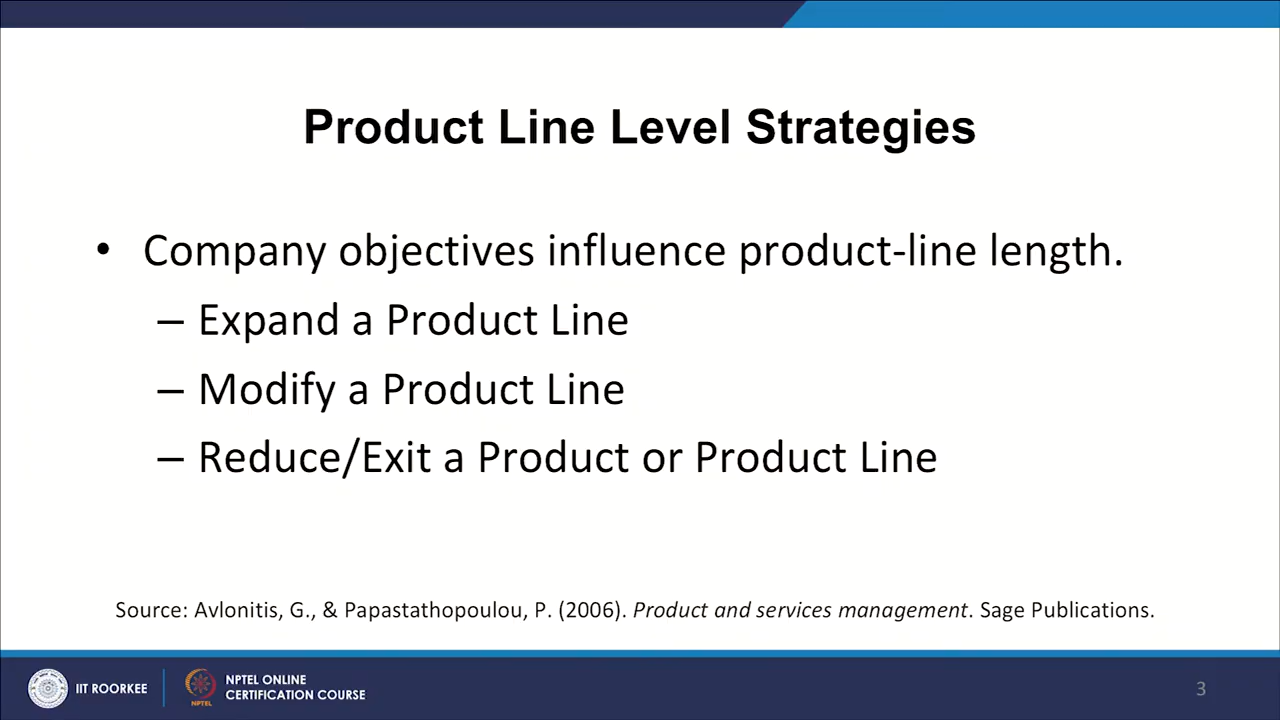 Product Line Level Strategies
• Company objectives influence product-line length.
– Expand a Product Line
– Modify a Product Line
– Reduce/Exit a Product or Product Line
Source: Avlonitis, G., & Papastathopoulou, P. (2006). Product and services management. Sage Publications.
IIT ROORKEE
NPTEL
NPTEL ONLINE
CERTIFICATION COURSE
3